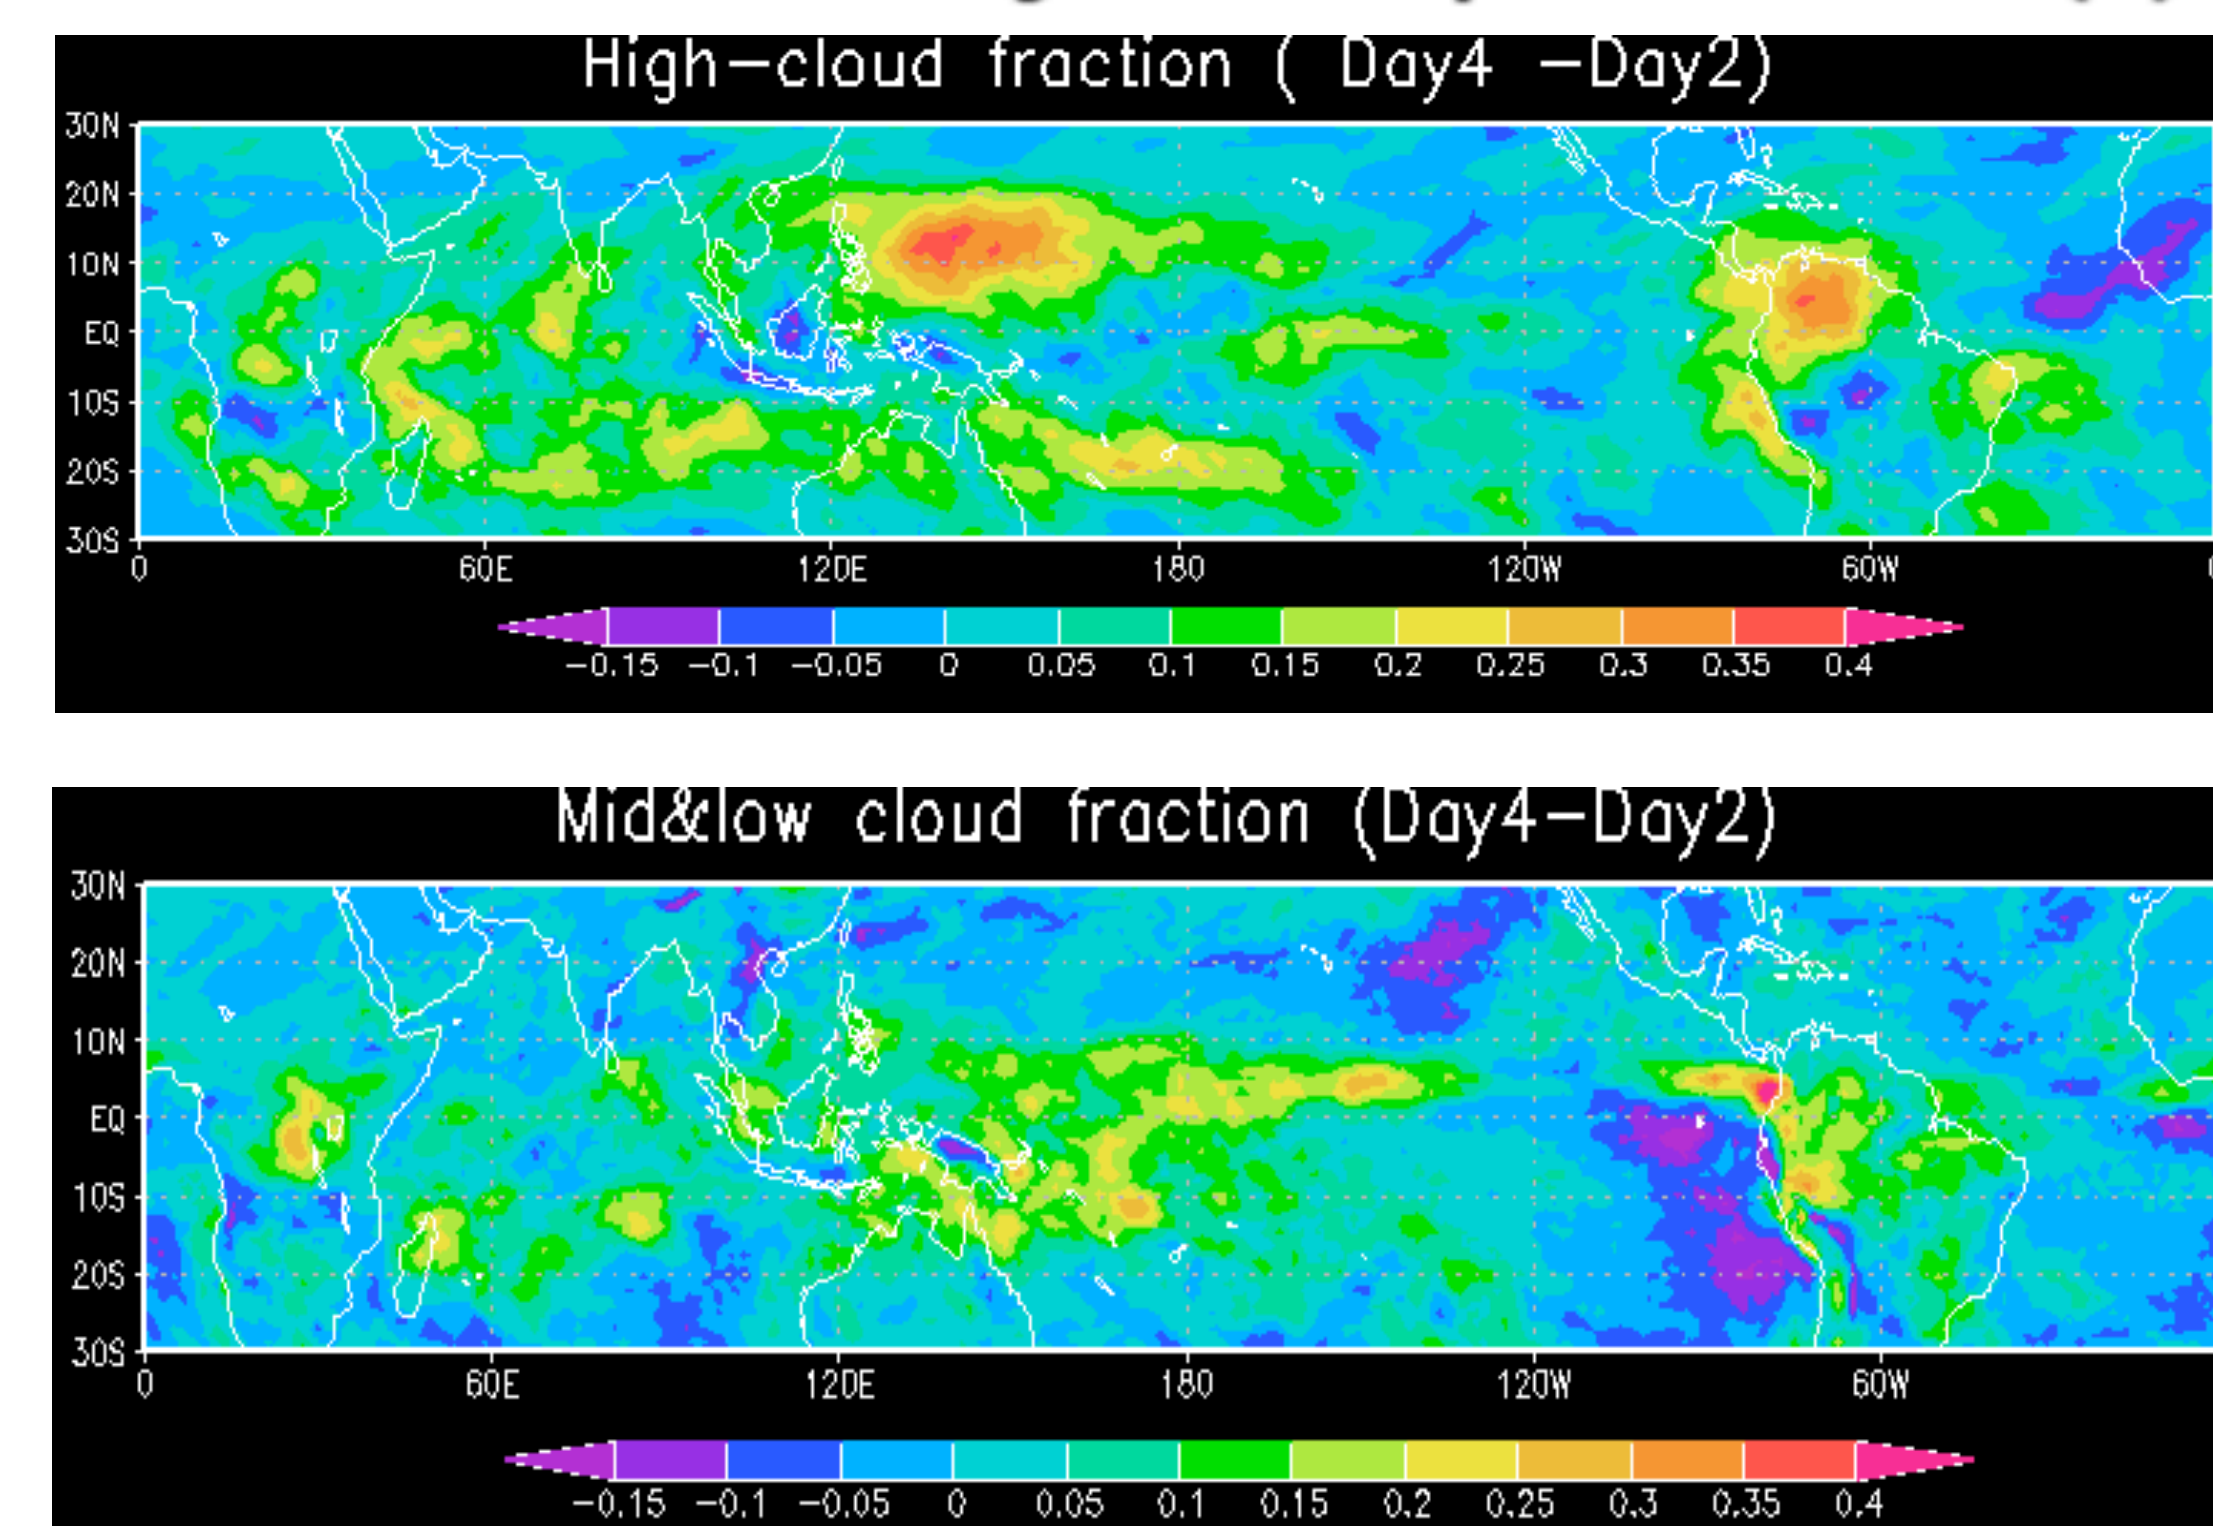 High-cloud fraction ( Day4 -Day2)
30N
20N
10N
EQ
10S
20S
30S
0 60E 120E 180 120W 60W
-0.15 -0.1 -0.05 0 0.05 0.1 0.15 0.2 0.25 0.3 0.35 0.4
Mid&low cloud fraction (Day4-Day2)
30N
20N
10N
EQ
10S
20S
30S
0 60E 120E 180 120W 60W
-0.15 -0.1 -0.05 0 0.05 0.1 0.15 0.2 0.25 0.3 0.35 0.4